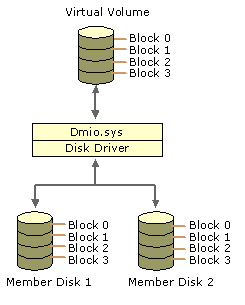 Virtual Volume
Block 0
Block 1
Block 2
Block 3
Dmio.sys
Disk Driver
Block 0
Block 1
Block 2
Block 3
Member Disk 1
Block 0
Block 1
Block 2
Block 3
Member Disk 2